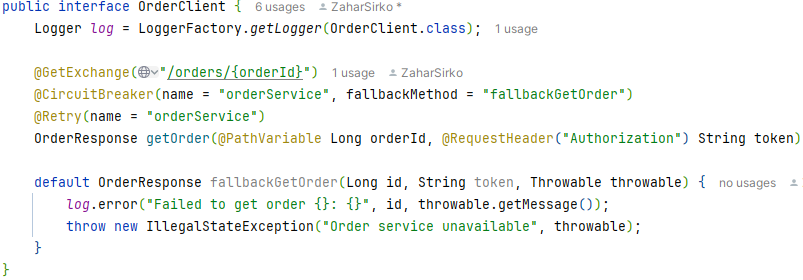 public interface OrderClient { 6 usages ZaharSirko *
Logger log = LoggerFactory.getLogger(OrderClient.class); 1 usage
@GetExchange("/orders/{orderId}") 1 usage ZaharSirko
@CircuitBreaker(name = "orderService", fallbackMethod = "fallbackGetOrder")
@Retry(name = "orderService")
OrderResponse getOrder(@PathVariable Long orderId, @RequestHeader("Authorization") String token)
default OrderResponse fallbackGetOrder(Long id, String token, Throwable throwable) { no usages
log.error("Failed to get order {}: {}", id, throwable.getMessage());
throw new IllegalStateException("Order service unavailable", throwable);
}
}